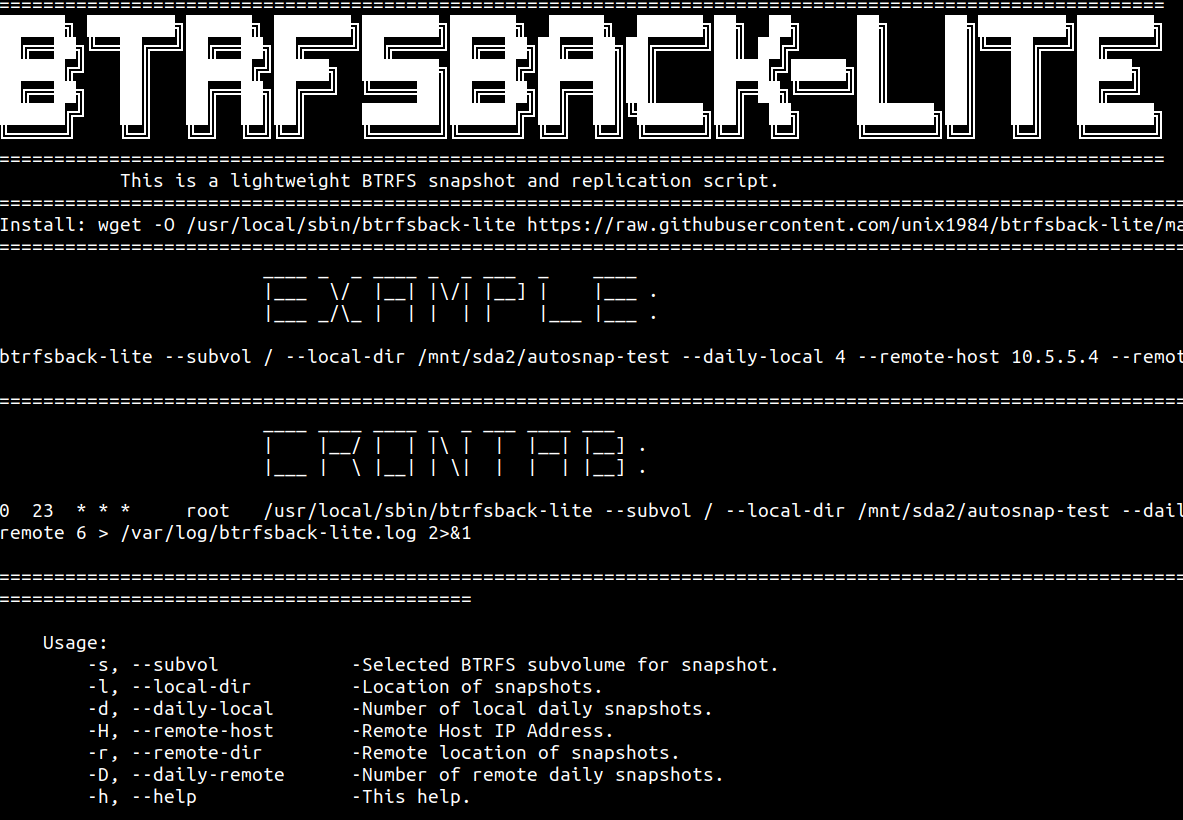 BTRFSBACK-LITE
This is a lightweight BTRFS snapshot and replication script.
Install: wget -O /usr/local/sbin/btrfsback-lite https://raw.githubusercontent.com/unix1984/btrfsback-lite/ma
EXAMPLE:
btrfsback-lite --subvol / --local-dir /mnt/sda2/autosnap-test --daily-local 4 --remote-host 10.5.5.4 --remot
CRONTAB:
0 23 * * * root /usr/local/sbin/btrfsback-lite --subvol / --local-dir /mnt/sda2/autosnap-test --dail
remote 6 > /var/log/btrfsback-lite.log 2>&1
Usage:
-s, --subvol -Selected BTRFS subvolume for snapshot.
-l, --local-dir -Location of snapshots.
-d, --daily-local -Number of local daily snapshots.
-H, --remote-host -Remote Host IP Address.
-r, --remote-dir -Remote location of snapshots.
-D, --daily-remote -Number of remote daily snapshots.
-h, --help -This help.